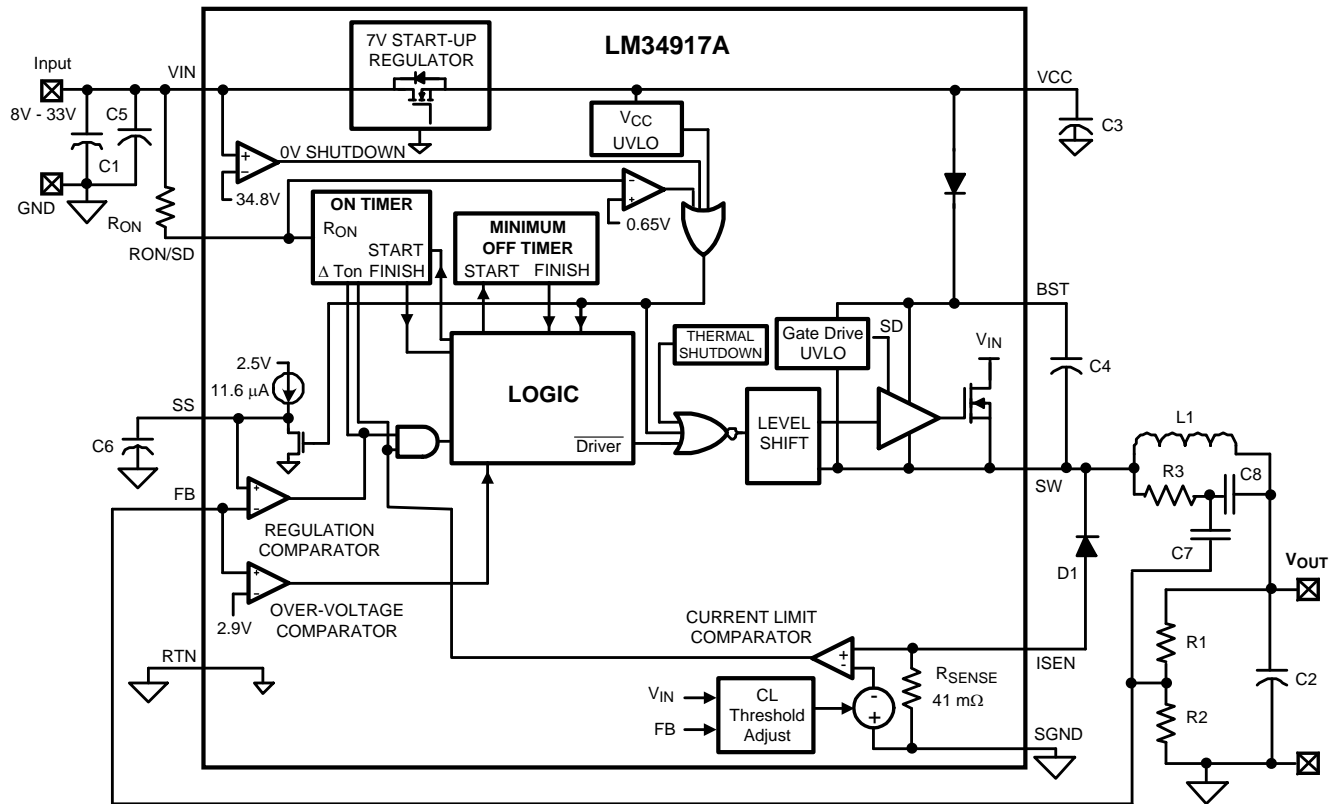 LM34917A
7V START-UP
REGULATOR
Input
VIN
VCC
8V - 33V
C5
C1
GND
RON
RON/SD
VCC
UVLO
C3
0V SHUTDOWN
+
-
34.8V
-
+
0.65V
ON TIMER
RON
START
Δ Ton FINISH
MINIMUM
OFF TIMER
START FINISH
BST
THERMAL
SHUTDOWN
Gate Drive
UVLO
SD
VIN
C4
2.5V
11.6 μA
SS
C6
LOGIC
Driver
LEVEL
SHIFT
L1
R3
C8
SW
C7
FB
+
-
REGULATION
COMPARATOR
D1
VOUT
+
-
2.9V
OVER-VOLTAGE
COMPARATOR
CURRENT LIMIT
COMPARATOR
+
-
ISEN
R1
RTN
RSENSE
41 mΩ
C2
VIN
FB
CL
Threshold
Adjust
-
+
R2
SGND